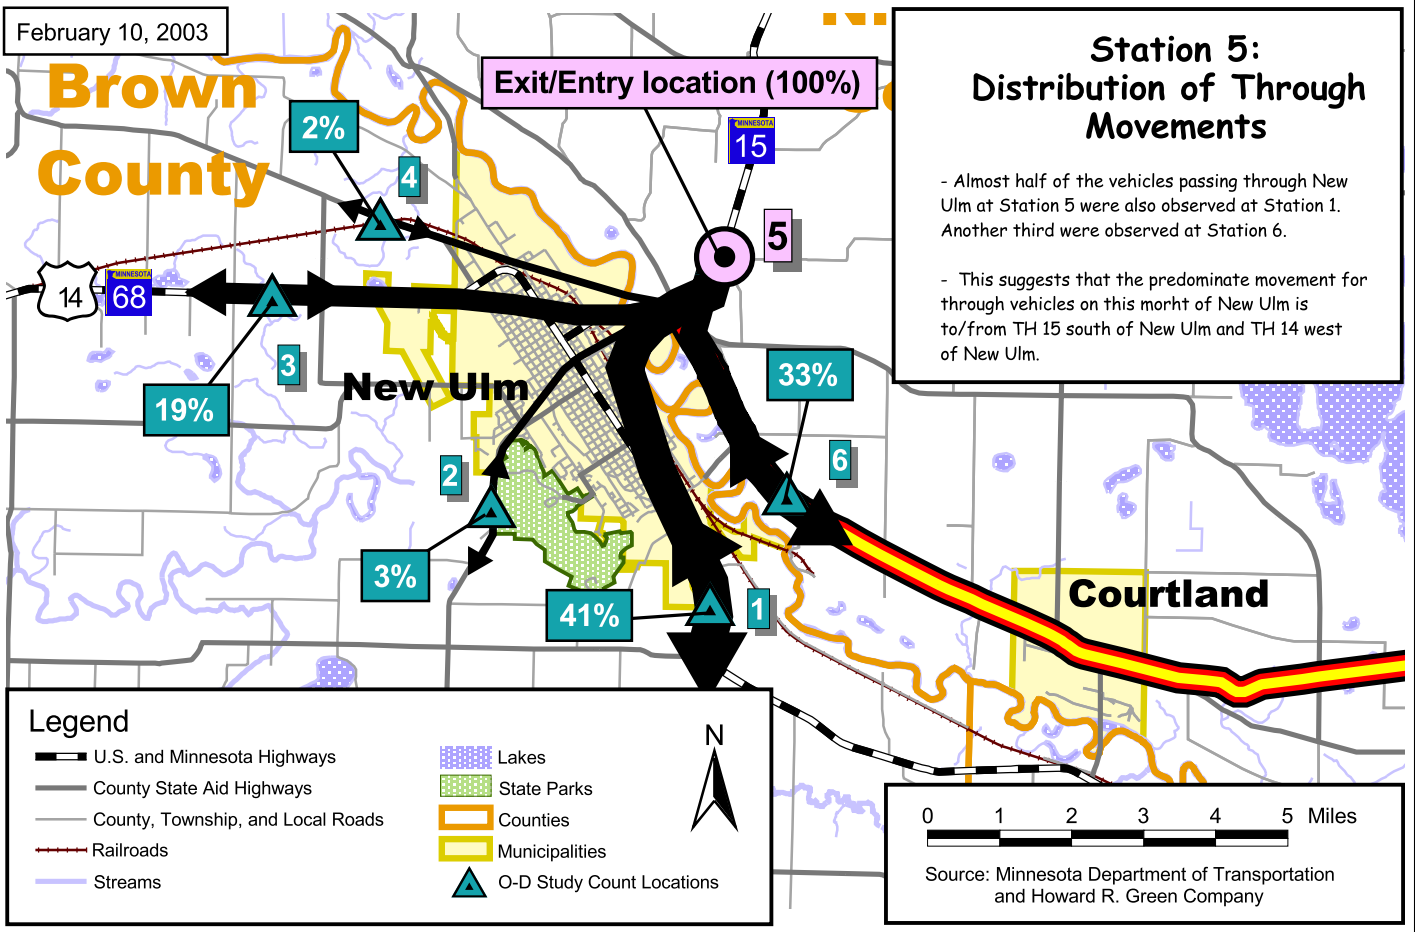 February 10, 2003
Brown
County
Exit/Entry location (100%)
MINNESOTA
15
2%
4
5
14
MINNESOTA
68
3
19%
New Ulm
33%
6
2
3%
41%
1
Courtland
Station 5:
Distribution of Through
Movements
- Almost half of the vehicles passing through New
Ulm at Station 5 were also observed at Station 1.
Another third were observed at Station 6.
- This suggests that the predominate movement for
through vehicles on this morht of New Ulm is
to/from TH 15 south of New Ulm and TH 14 west
of New Ulm.
Legend
U.S. and Minnesota Highways
County State Aid Highways
County, Township, and Local Roads
Railroads
Streams
Lakes
State Parks
Counties
Municipalities
O-D Study Count Locations
N
0 1 2 3 4 5 Miles
Source: Minnesota Department of Transportation
and Howard R. Green Company